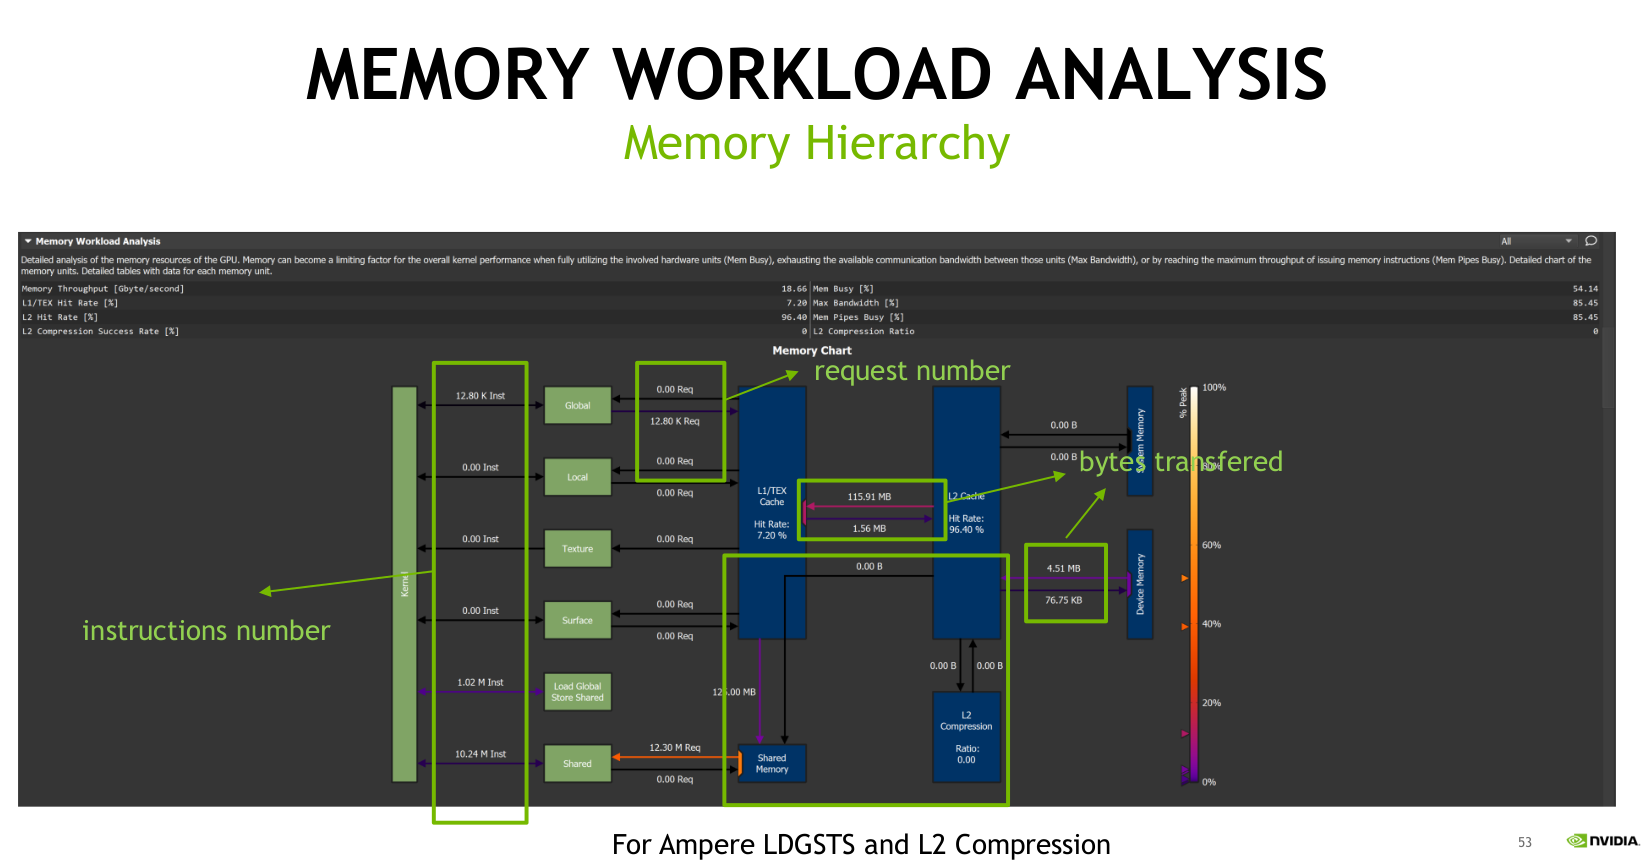 MEMORY WORKLOAD ANALYSIS
Memory Hierarchy
Memory Workload Analysis
All
Detailed analysis of the memory resources of the GPU. Memory can become a limiting factor for the overall kernel performance when fully utilizing the involved hardware units (Mem Busy), exhausting the available communication bandwidth between those units (Max Bandwidth), or by reaching the maximum throughput of issuing memory instructions (Mem Pipes Busy). Detailed chart of the
memory units. Detailed tables with data for each memory unit.
Memory Throughput [Gbyte/second] 18.66 Mem Busy [%] 54.14
L1/TEX Hit Rate [%] 7.20 Max Bandwidth [%] 85.45
L2 Hit Rate [%] 96.40 Mem Pipes Busy [%] 85.45
L2 Compression Success Rate [%] 0 L2 Compression Ratio 0
Memory Chart
request number
bytes transfered
instructions number
Kernel
12.80 K Inst
Global
0.00 Req
12.80 K Req
0.00 Inst
Local
0.00 Req
0.00 Req
0.00 Inst
Texture
0.00 Req
0.00 Inst
Surface
0.00 Req
0.00 Req
1.02 M Inst
Load Global
Store Shared
10.24 M Inst
Shared
12.30 M Req
0.00 Req
L1/TEX
Cache
Hit Rate:
7.20 %
115.91 MB
1.56 MB
0.00 B
L2 Cache
Hit Rate:
96.40 %
0.00 B
0.00 B
System Memory
4.51 MB
76.75 KB
Device Memory
0.00 B
0.00 B
L2
Compression
Ratio:
0.00
.00 MB
Shared
Memory
% Peak
100%
60%
40%
20%
0%
For Ampere LDGSTS and L2 Compression
53
NVIDIA.